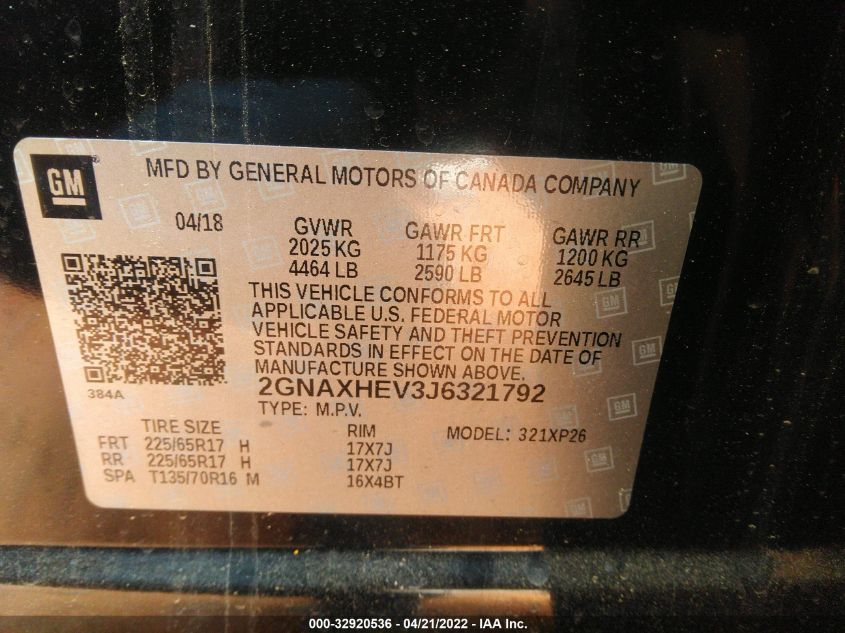 GM
MFD BY GENERAL MOTORS OF CANADA COMPANY
04/18
GVWR
2025 KG
4464 LB
GAWR FRT
1175 KG
2590 LB
GAWR RR
1200 KG
2645 LB
THIS VEHICLE CONFORMS TO ALL
APPLICABLE U.S. FEDERAL MOTOR
VEHICLE SAFETY AND THEFT PREVENTION
STANDARDS IN EFFECT ON THE DATE OF
MANUFACTURE SHOWN ABOVE.
384A
2GNAXHEV3J6321792
TYPE: M.P.V.
TIRE SIZE RIM MODEL: 321XP26
FRT 225/65R17 H 17X7J
RR 225/65R17 H 17X7J
SPA T135/70R16 M 16X4BT
000-32920536 - 04/21/2022 - IAA Inc.